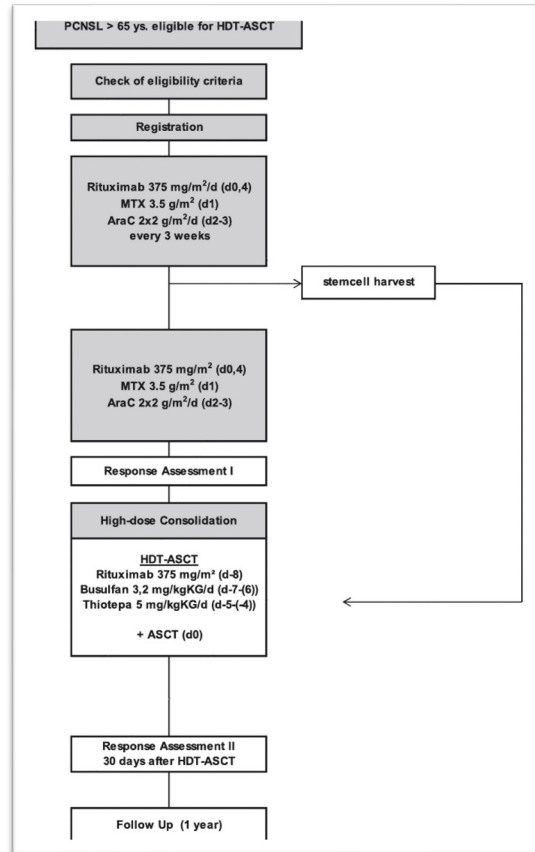 PCNSL > 65 ys. eligible for HDT-ASCT
Check of eligibility criteria
Registration
Rituximab 375 mg/m²/d (d0,4)
MTX 3.5 g/m² (d1)
AraC 2x2 g/m²/d (d2-3)
every 3 weeks
stemcell harvest
Rituximab 375 mg/m² (d0,4)
MTX 3.5 g/m² (d1)
AraC 2x2 g/m²/d (d2-3)
Response Assessment I
High-dose Consolidation
HDT-ASCT
Rituximab 375 mg/m² (d-8)
Busulfan 3,2 mg/kgKG/d (d-7-(6))
Thiotepa 5 mg/kgKG/d (d-5-(-4))
+ ASCT (d0)
Response Assessment II
30 days after HDT-ASCT
Follow Up (1 year)